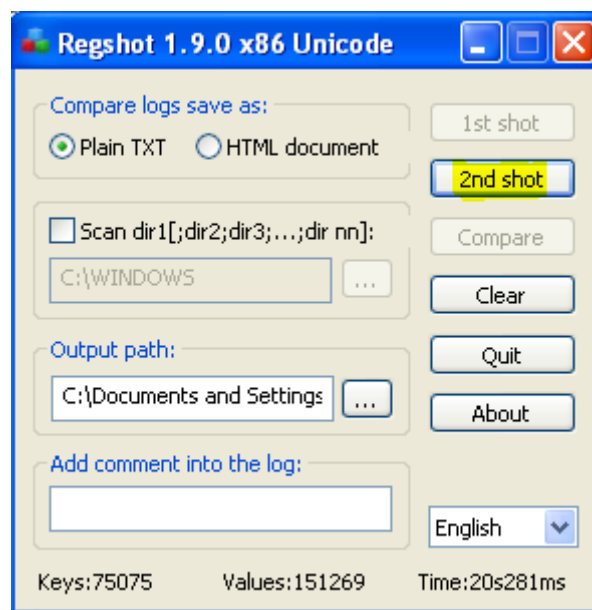 Regshot 1.9.0 x86 Unicode
Compare logs save as:
Plain TXT
HTML document
1st shot
2nd shot
Scan dir1[;dir2;dir3;...;dir nn]:
C:\WINDOWS
...
Compare
Clear
Output path:
C:\Documents and Settings
...
Quit
About
Add comment into the log:
English
Keys:75075 Values:151269 Time:20s281ms